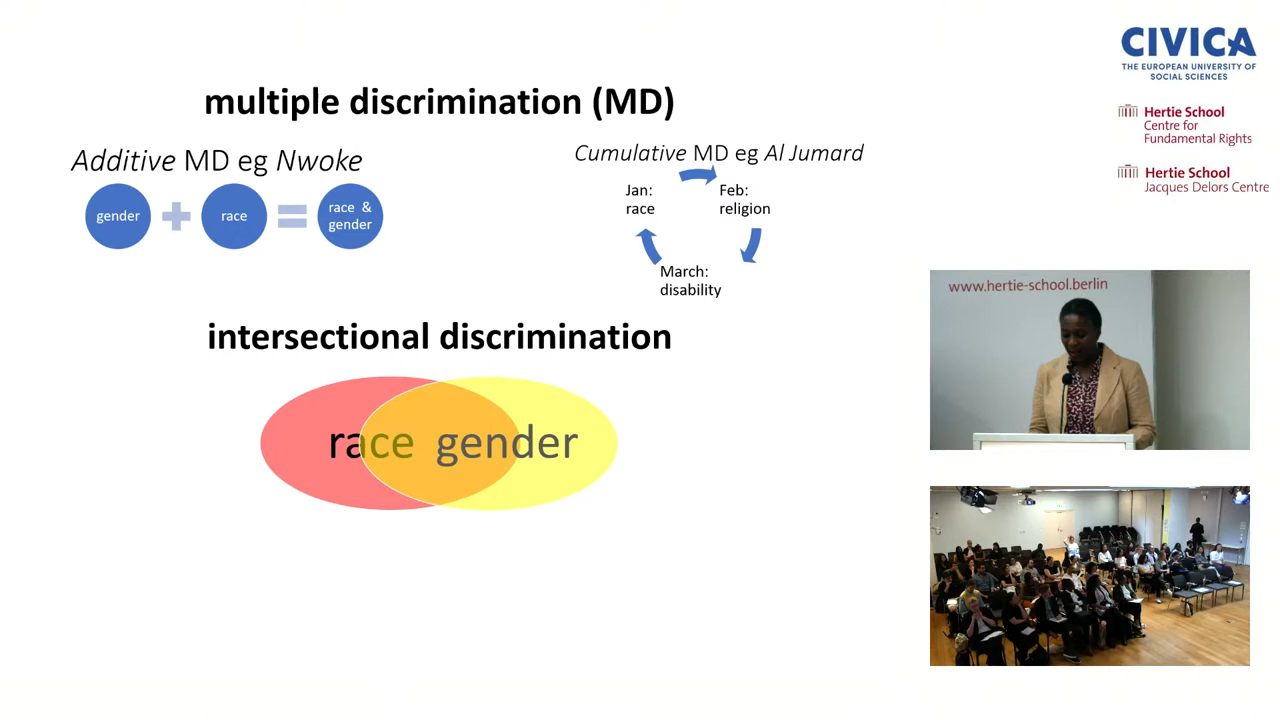 multiple discrimination (MD)
Additive MD eg Nwoke
gender
race
race &
gender
Cumulative MD eg Al Jumard
Jan:
race
Feb:
religion
March:
disability
intersectional discrimination
race gender
CIVICA
THE EUROPEAN UNIVERSITY OF
SOCIAL SCIENCES
Hertie School
Centre for
Fundamental Rights
Hertie School
Jacques Delors Centre
www.hertie-school.berlin